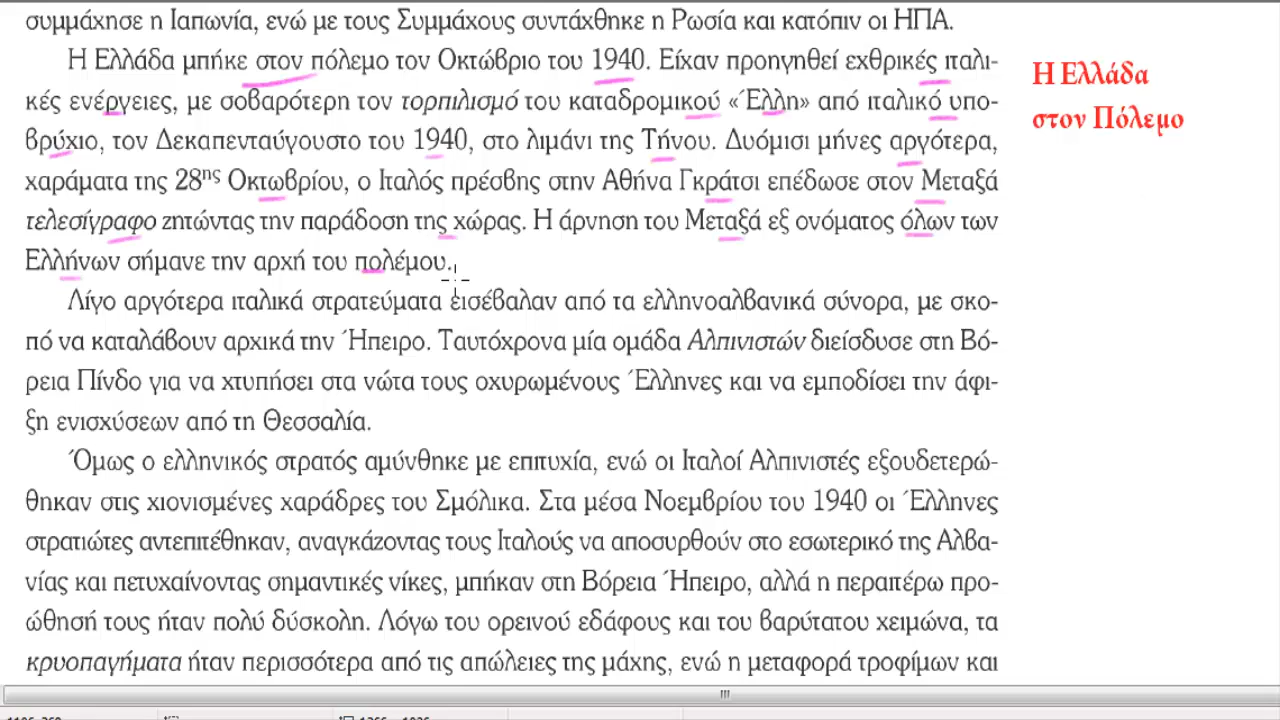 συμμάχησε η Ιαπωνία, ενώ με τους Συμμάχους συντάχθηκε η Ρωσία και κατόπιν οι ΗΠΑ.
Η Ελλάδα μπήκε στον πόλεμο τον Οκτώβριο του 1940. Είχαν προηγηθεί εχθρικές ιταλι-
κές ενέργειες, με σοβαρότερη τον τορπιλισμό του καταδρομικού «Έλλη» από ιταλικό υπο-
βρύχιο, τον Δεκαπενταύγουστο του 1940, στο λιμάνι της Τήνου. Δυόμισι μήνες αργότερα,
χαράματα της 28ης Οκτωβρίου, ο Ιταλός πρέσβης στην Αθήνα Γκράτσι επέδωσε στον Μεταξά
τελεσίγραφο ζητώντας την παράδοση της χώρας. Η άρνηση του Μεταξά εξ ονόματος όλων των
Ελλήνων σήμανε την αρχή του πολέμου.
Λίγο αργότερα ιταλικά στρατεύματα εισέβαλαν από τα ελληνοαλβανικά σύνορα, με σκο-
πό να καταλάβουν αρχικά την Ήπειρο. Ταυτόχρονα μία ομάδα Αλπινιστών διείσδυσε στη Βό-
ρεια Πίνδο για να χτυπήσει στα νώτα τους οχυρωμένους Έλληνες και να εμποδίσει την άφι-
ξη ενισχύσεων από τη Θεσσαλία.
Όμως ο ελληνικός στρατός αμύνθηκε με επιτυχία, ενώ οι Ιταλοί Αλπινιστές εξουδετερώ-
θηκαν στις χιονισμένες χαράδρες του Σμόλικα. Στα μέσα Νοεμβρίου του 1940 οι Έλληνες
στρατιώτες αντεπιτέθηκαν, αναγκάζοντας τους Ιταλούς να αποσυρθούν στο εσωτερικό της Αλβα-
νίας και πετυχαίνοντας σημαντικές νίκες, μπήκαν στη Βόρεια Ήπειρο, αλλά η περαιτέρω προ-
ώθησή τους ήταν πολύ δύσκολη. Λόγω του ορεινού εδάφους και του βαρύτατου χειμώνα, τα
κρυοπαγήματα ήταν περισσότερα από τις απώλειες της μάχης, ενώ η μεταφορά τροφίμων και
Η Ελλάδα
στον Πόλεμο